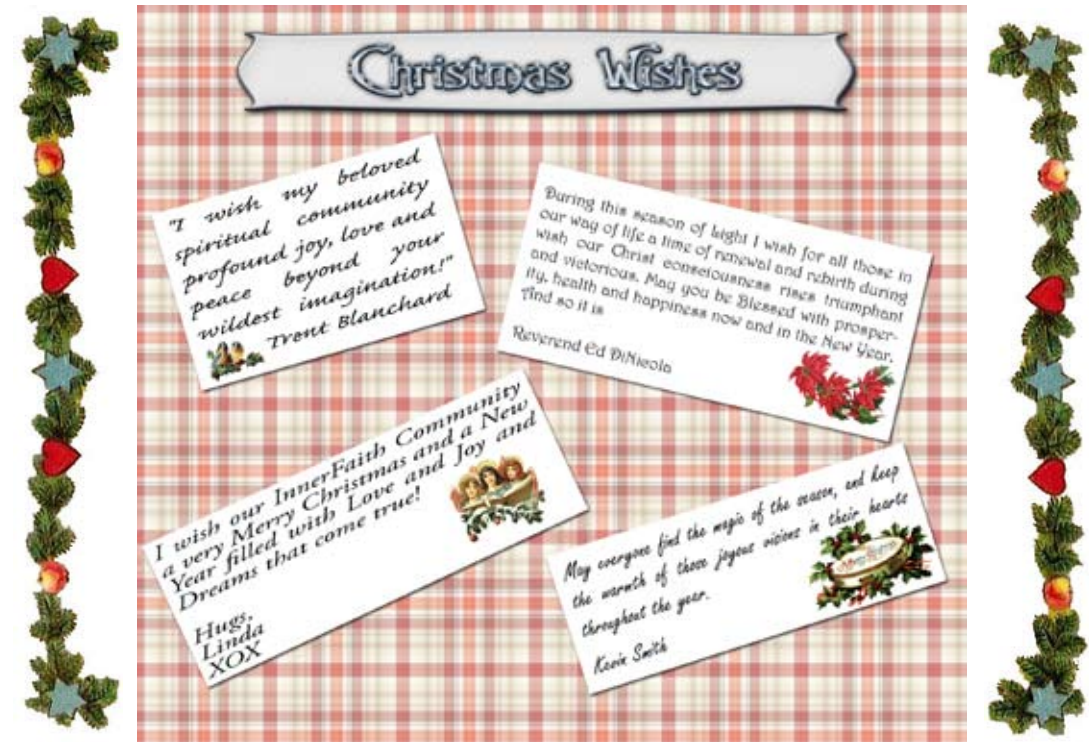 Christmas Wishes
"I wish my beloved
spiritual community
profound joy, love and
peace beyond your
wildest imagination!"
Trent Blanchard
During this season of Light I wish for all those in
our way of life a time of renewal and rebirth during
wish our Christ consciousness rises triumphant
and victorious. May you be Blessed with prosper-
ity, health and happiness now and in the New Year.
And so it is
Reverend Ed DiNicola
I wish our InnerFaith Community
a very Merry Christmas and a New
Year filled with Love and Joy and
Dreams that come true!
Hugs,
Linda
XOX
May everyone find the magic of the season, and keep
the warmth of those joyous visions in their hearts
throughout the year.
Kevin Smith